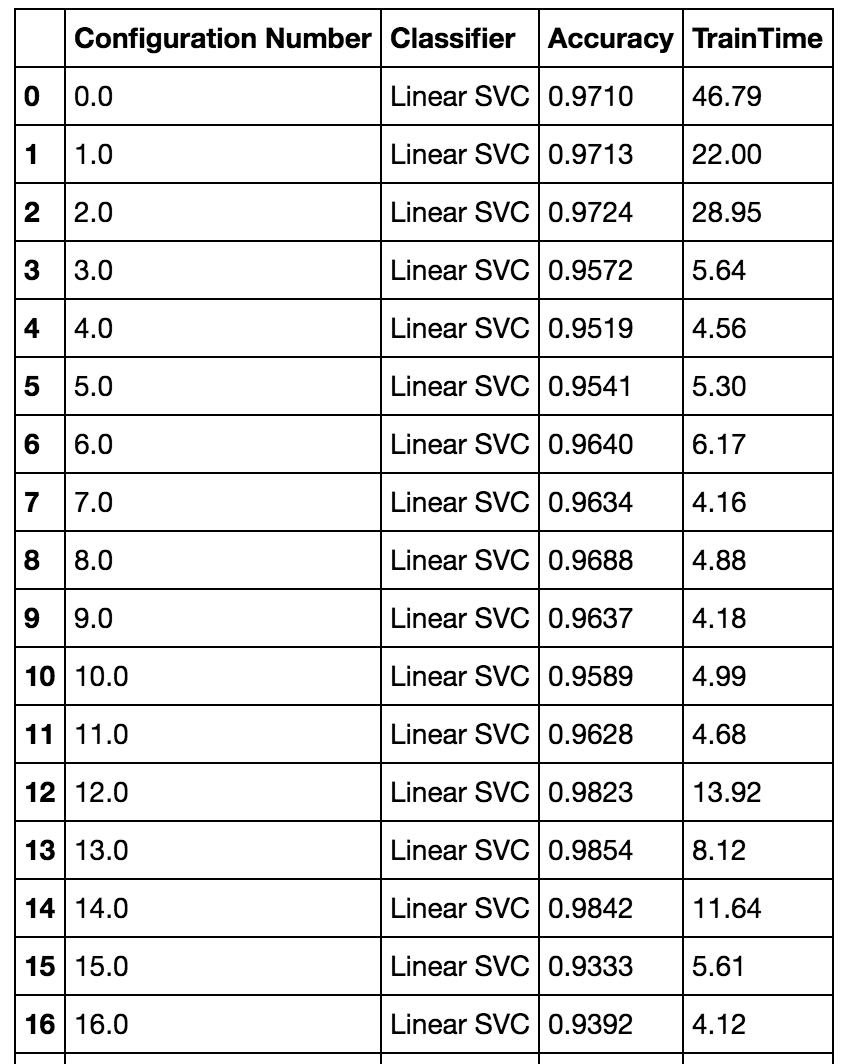 Configuration Number Classifier Accuracy TrainTime
0 0.0 Linear SVC 0.9710 46.79
1 1.0 Linear SVC 0.9713 22.00
2 2.0 Linear SVC 0.9724 28.95
3 3.0 Linear SVC 0.9572 5.64
4 4.0 Linear SVC 0.9519 4.56
5 5.0 Linear SVC 0.9541 5.30
6 6.0 Linear SVC 0.9640 6.17
7 7.0 Linear SVC 0.9634 4.16
8 8.0 Linear SVC 0.9688 4.88
9 9.0 Linear SVC 0.9637 4.18
10 10.0 Linear SVC 0.9589 4.99
11 11.0 Linear SVC 0.9628 4.68
12 12.0 Linear SVC 0.9823 13.92
13 13.0 Linear SVC 0.9854 8.12
14 14.0 Linear SVC 0.9842 11.64
15 15.0 Linear SVC 0.9333 5.61
16 16.0 Linear SVC 0.9392 4.12